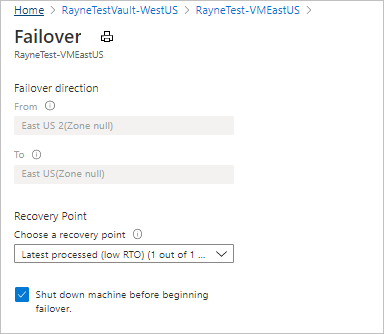 Home > RayneTestVault-WestUS > RayneTest-VMEastUS >
Failover
RayneTest-VMEastUS
Failover direction
From
East US 2(Zone null)
To
East US(Zone null)
Recovery Point
Choose a recovery point
Latest processed (low RTO) (1 out of 1 ...
Shut down machine before beginning
failover.